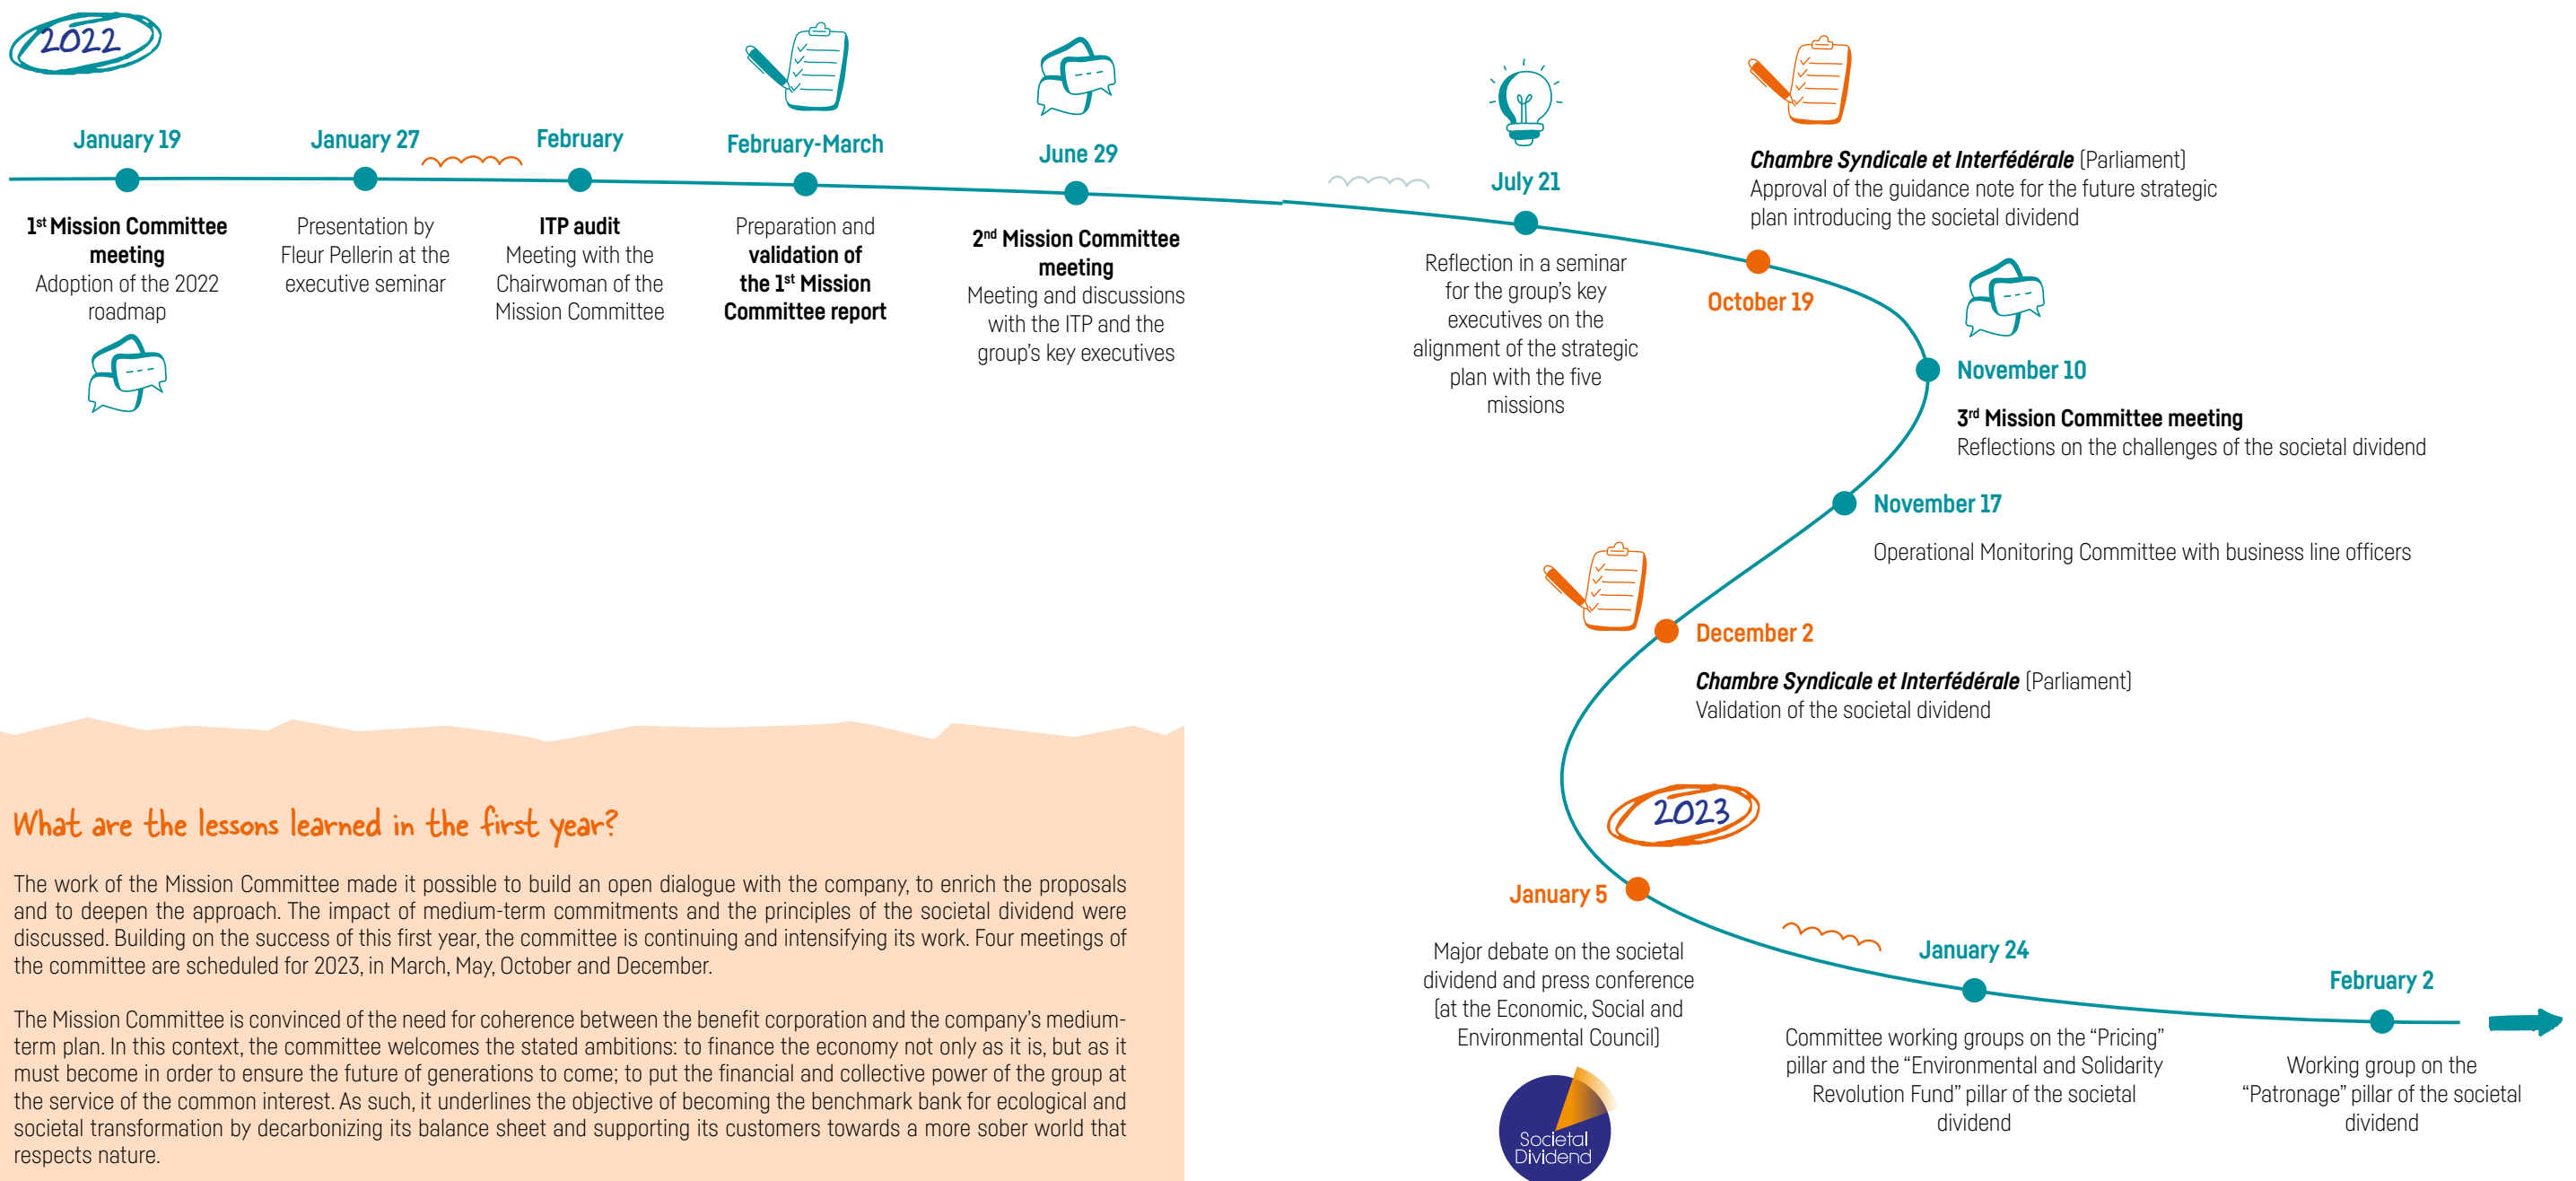 2022
January 19
1st Mission Committee
meeting
Adoption of the 2022
roadmap
January 27
Presentation by
Fleur Pellerin at the
executive seminar
February
ITP audit
Meeting with the
Chairwoman of the
Mission Committee
February-March
Preparation and
validation of
the 1st Mission
Committee report
June 29
2nd Mission Committee
meeting
Meeting and discussions
with the ITP and the
group's key executives
July 21
Reflection in a seminar
for the group's key
executives on the
alignment of the strategic
plan with the five
missions
Chambre Syndicale et Interfédérale (Parliament)
Approval of the guidance note for the future strategic
plan introducing the societal dividend
October 19
November 10
3rd Mission Committee meeting
Reflections on the challenges of the societal dividend
November 17
Operational Monitoring Committee with business line officers
December 2
Chambre Syndicale et Interfédérale (Parliament)
Validation of the societal dividend
2023
January 5
Major debate on the societal
dividend and press conference
(at the Economic, Social and
Environmental Council)
Societal
Dividend
January 24
Committee working groups on the “Pricing”
pillar and the “Environmental and Solidarity
Revolution Fund” pillar of the societal
dividend
February 2
Working group on the
“Patronage” pillar of the societal
dividend
What are the lessons learned in the first year?
The work of the Mission Committee made it possible to build an open dialogue with the company, to enrich the proposals
and to deepen the approach. The impact of medium-term commitments and the principles of the societal dividend were
discussed. Building on the success of this first year, the committee is continuing and intensifying its work. Four meetings of
the committee are scheduled for 2023, in March, May, October and December.
The Mission Committee is convinced of the need for coherence between the benefit corporation and the company's medium-
term plan. In this context, the committee welcomes the stated ambitions: to finance the economy not only as it is, but as it
must become in order to ensure the future of generations to come; to put the financial and collective power of the group at
the service of the common interest. As such, it underlines the objective of becoming the benchmark bank for ecological and
societal transformation by decarbonizing its balance sheet and supporting its customers towards a more sober world that
respects nature.